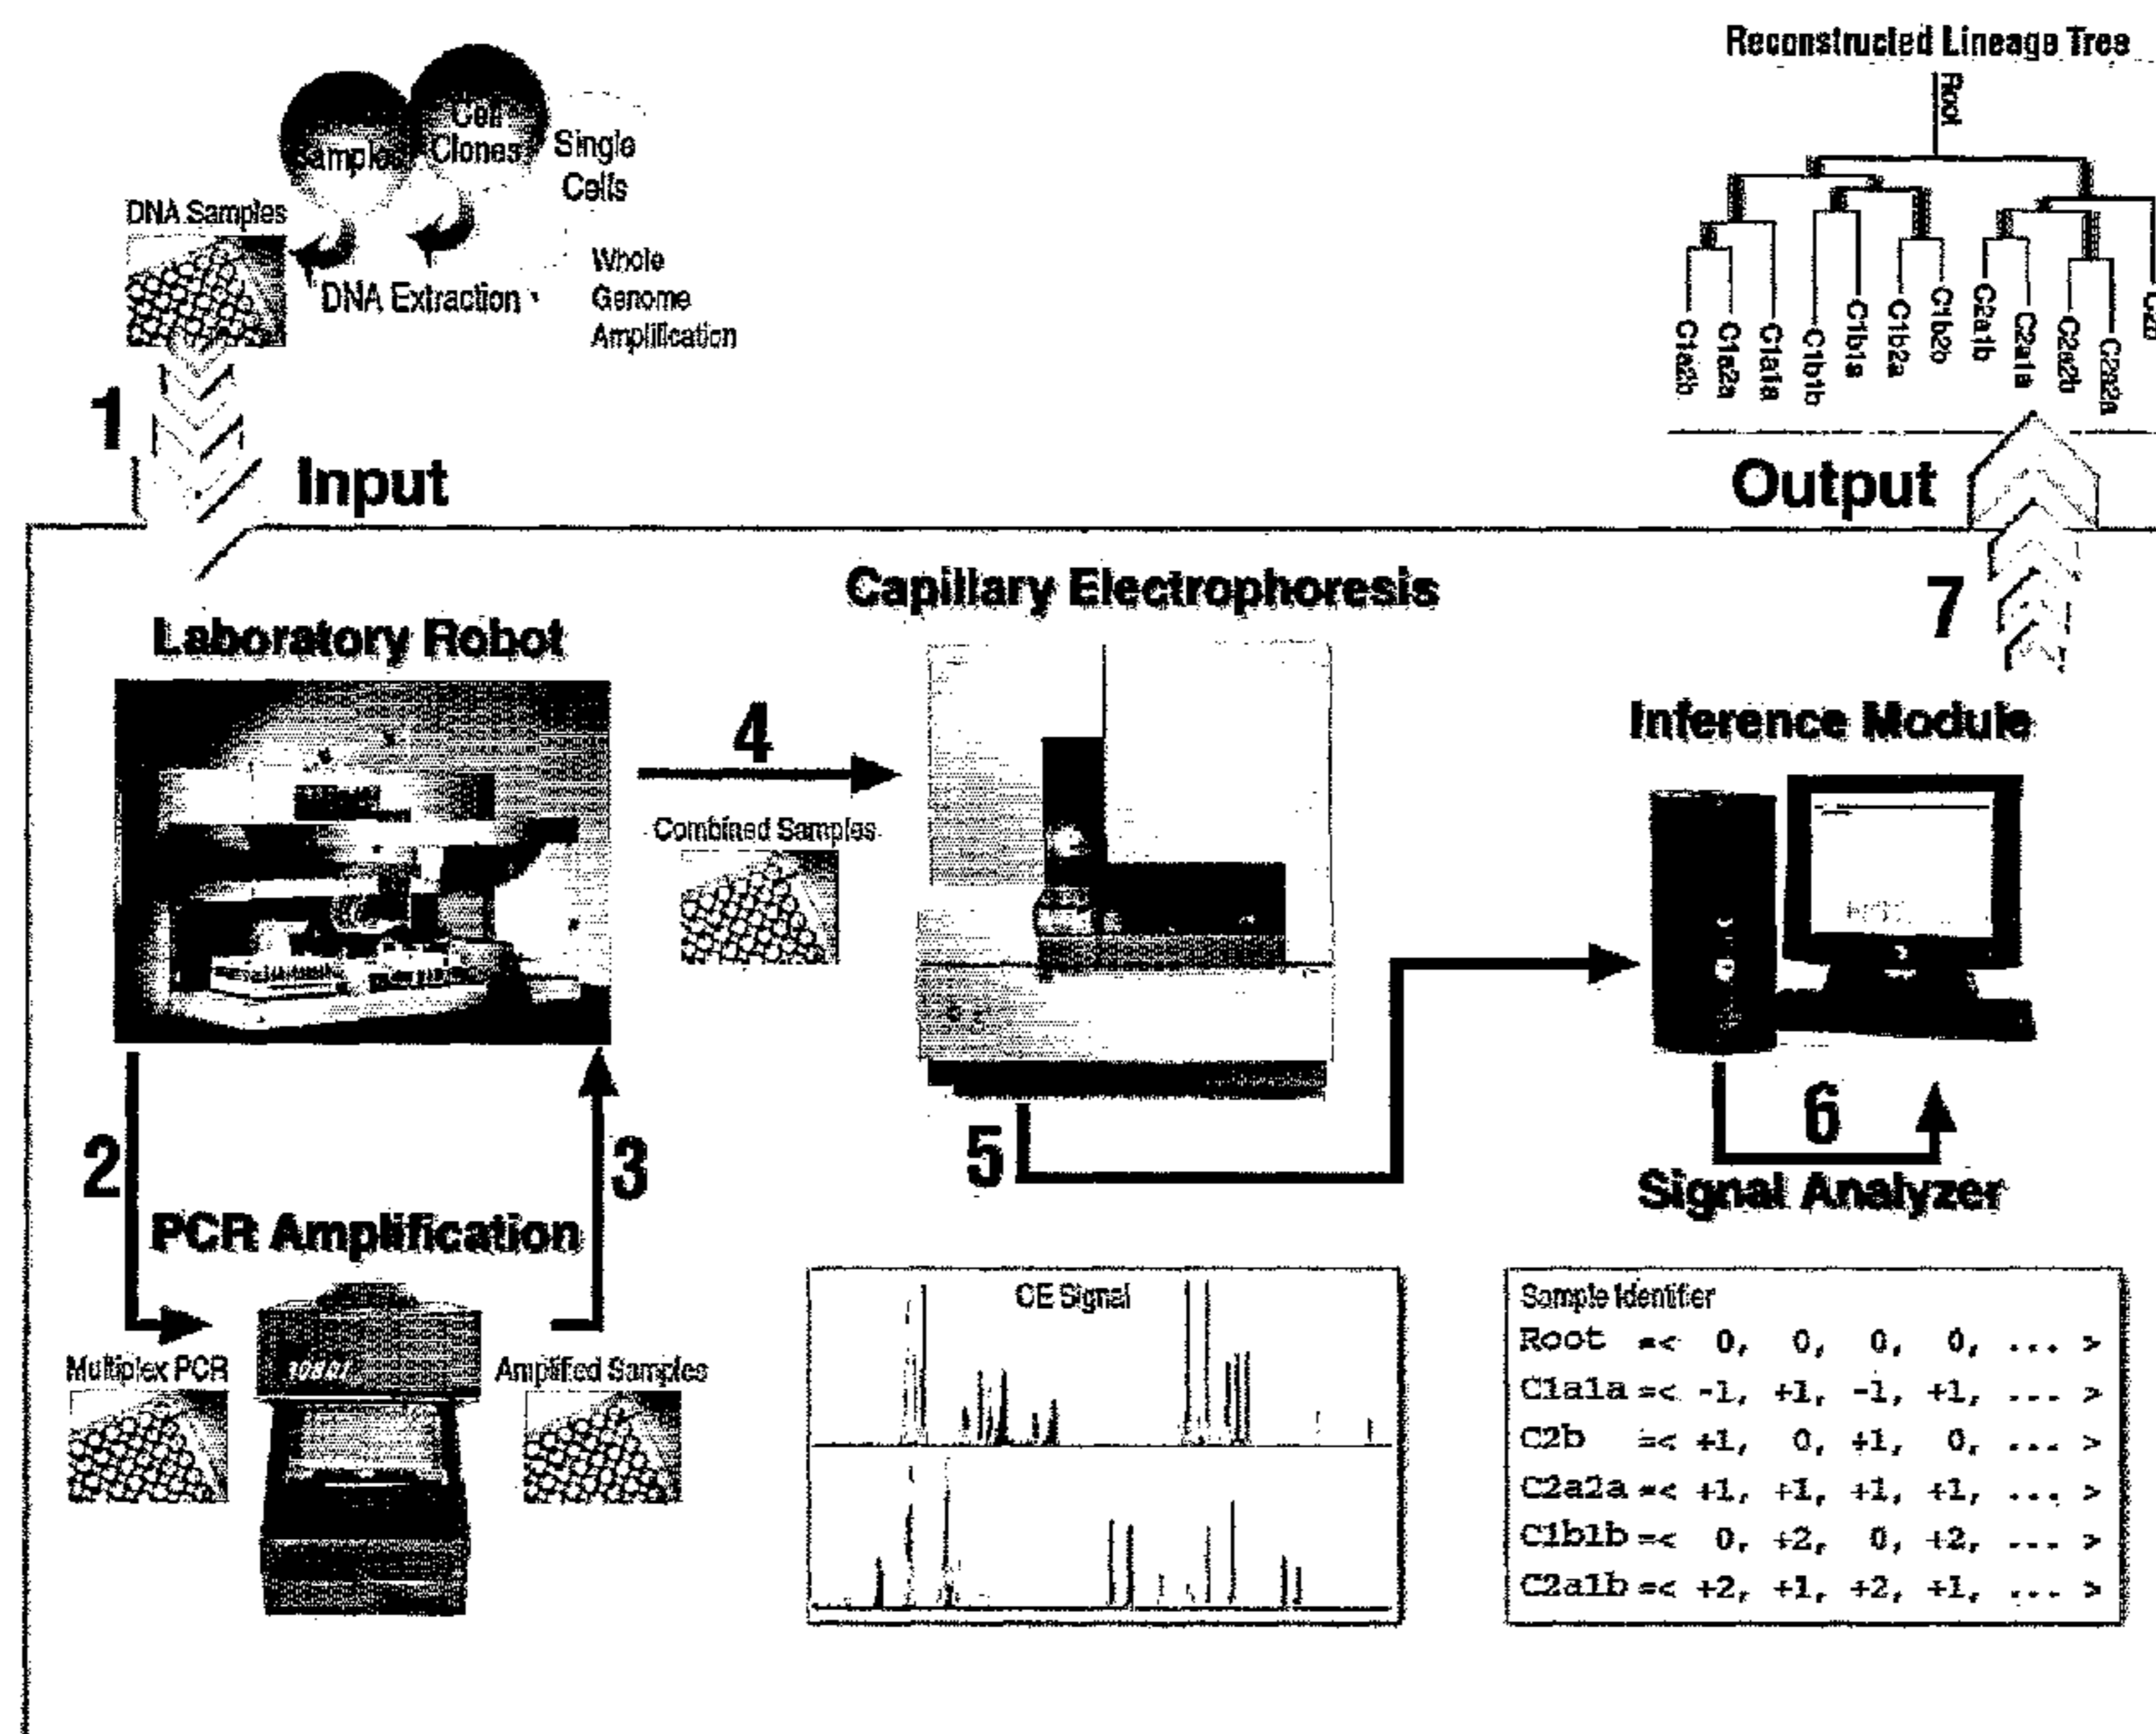 Reconstructed Lineage Tree
Root
C1a2b
C1a2a
C1a1a
C1b1b
C1b1a
C1b2a
C1b2b
C2a1b
C2a1a
C2a2b
C2a2a
C2b
Samples
Cell
Clones
Single
Cells
DNA Samples
DNA Extraction
Whole
Genome
Amplification
1
Input
Output
7
Laboratory Robot
Capillary Electrophoresis
Inference Module
4
Combined Samples
2
3
5
6
Signal Analyzer
PCR Amplification
Multiplex PCR
Amplified Samples
CE Signal
Sample Identifier
Root =< 0, 0, 0, 0, ... >
C1a1a =< -1, +1, -1, +1, ... >
C2b =< +1, 0, +1, 0, ... >
C2a2a =< +1, +1, +1, +1, ... >
C1b1b =< 0, +2, 0, +2, ... >
C2a1b =< +2, +1, +2, +1, ... >